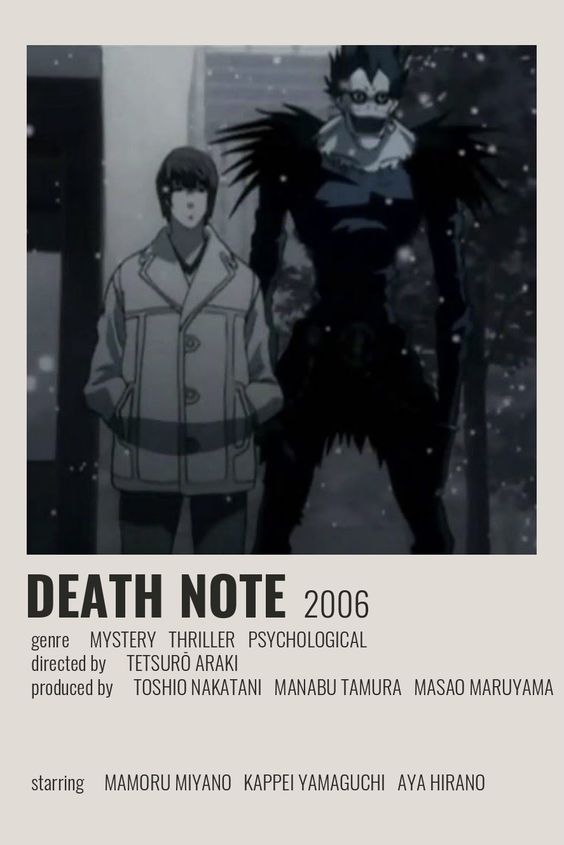 DEATH NOTE 2006
genre MYSTERY THRILLER PSYCHOLOGICAL
directed by TETSURŌ ARAKI
produced by TOSHIO NAKATANI MANABU TAMURA MASAO MARUYAMA
starring MAMORU MIYANO KAPPEI YAMAGUCHI AYA HIRANO